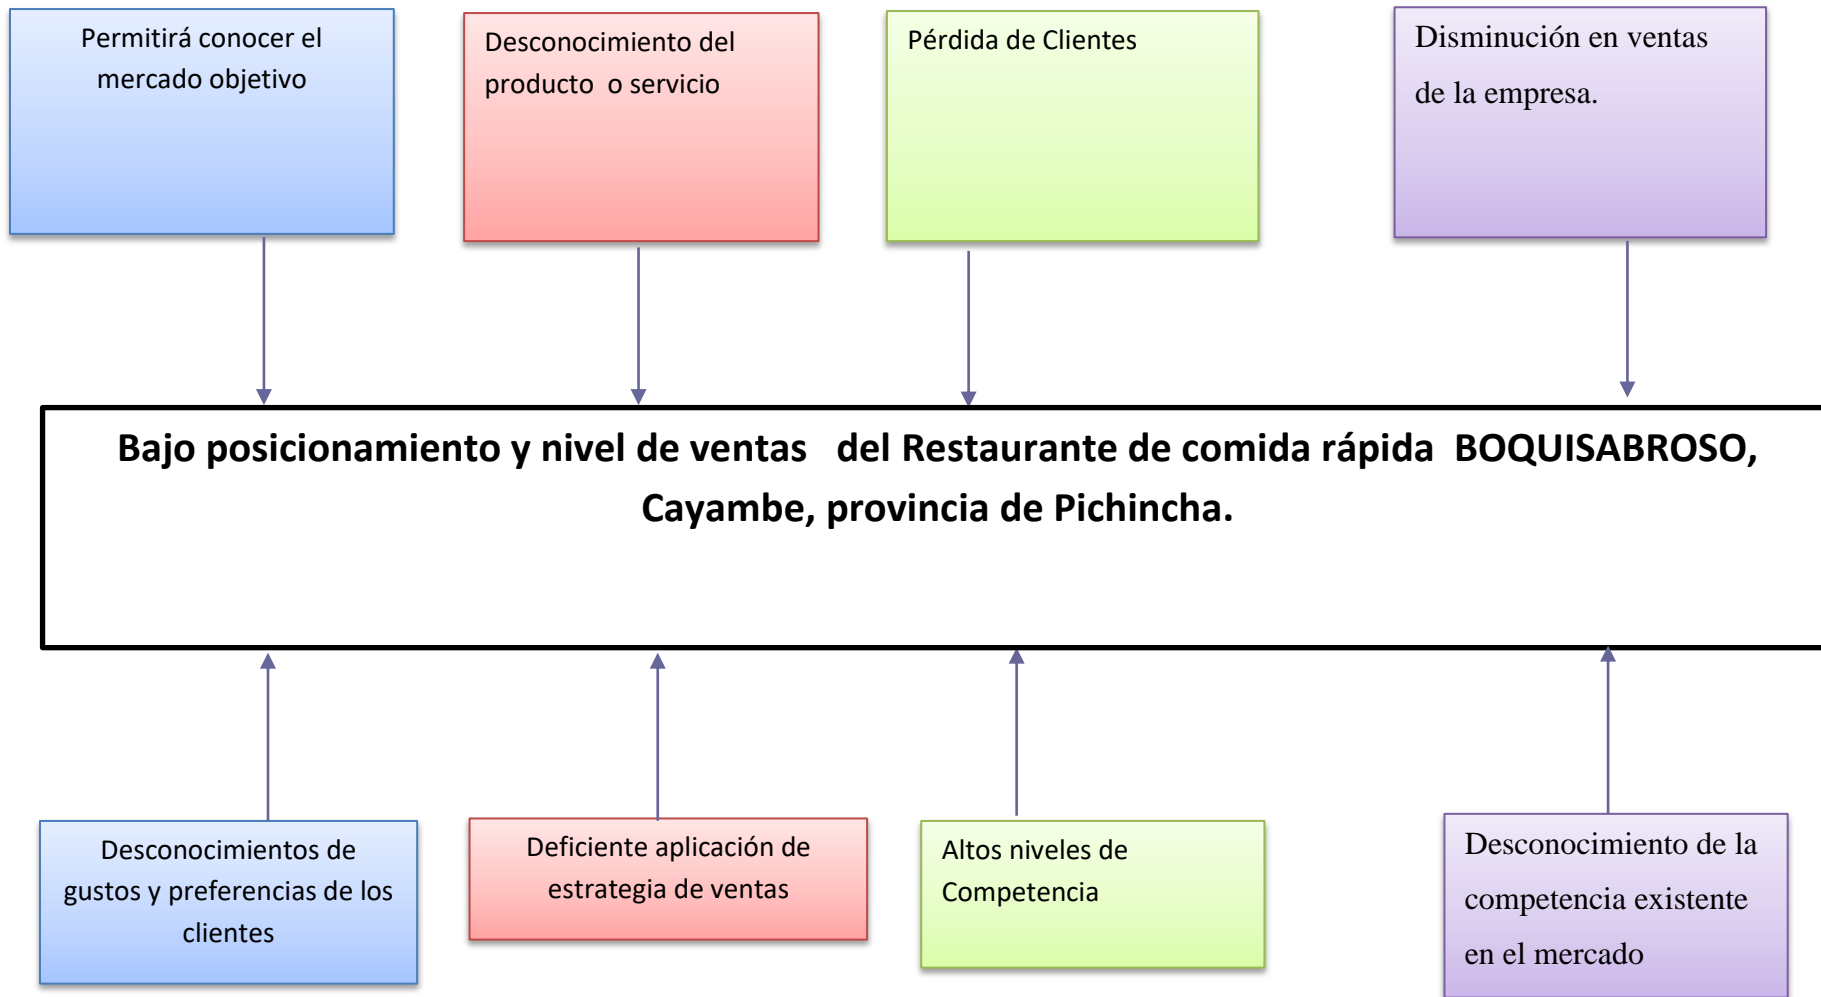 Permitirá conocer el
mercado objetivo
Desconocimiento del
producto o servicio
Pérdida de Clientes
Disminución en ventas
de la empresa.
Bajo posicionamiento y nivel de ventas del Restaurante de comida rápida BOQUISABROSO,
Cayambe, provincia de Pichincha.
Desconocimientos de
gustos y preferencias de los
clientes
Deficiente aplicación de
estrategia de ventas
Altos niveles de
Competencia
Desconocimiento de la
competencia existente
en el mercado